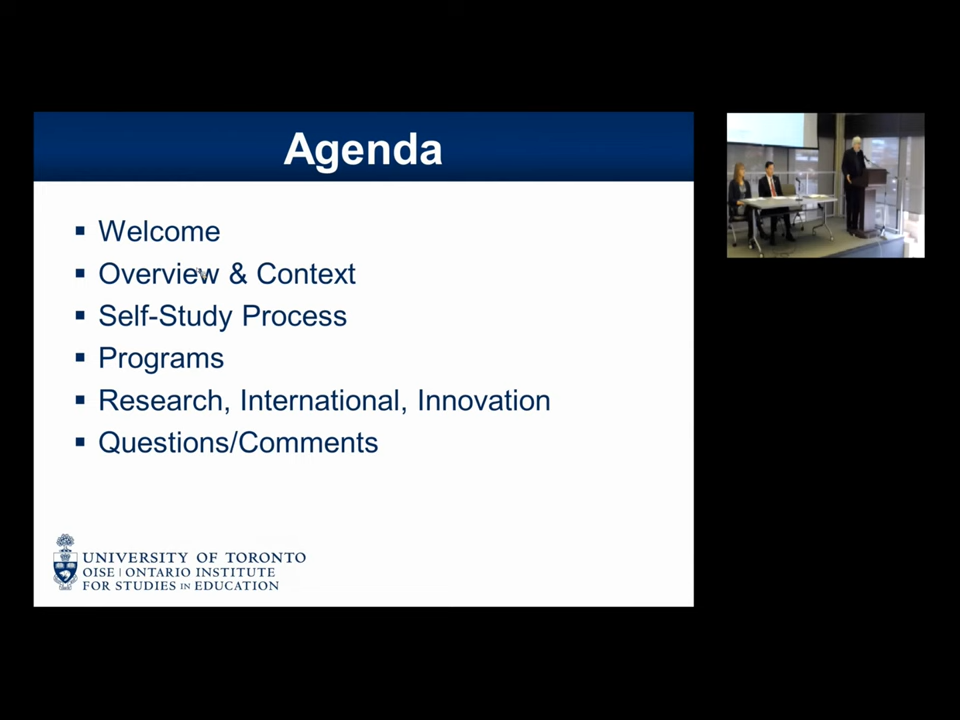 Agenda
▪ Welcome
▪ Overview & Context
▪ Self-Study Process
▪ Programs
▪ Research, International, Innovation
▪ Questions/Comments
UNIVERSITY OF TORONTO
OISE | ONTARIO INSTITUTE
FOR STUDIES IN EDUCATION